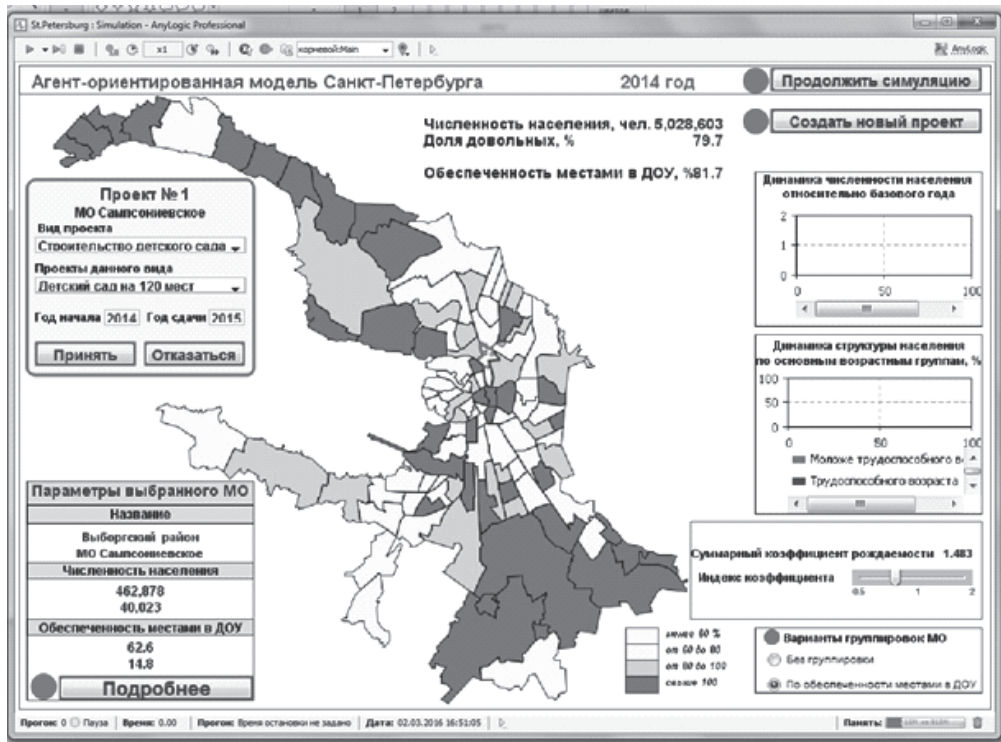 St.Petersburg : Simulation - AnyLogic Professional
x1 корневой:Main AnyLogic
Агент-ориентированная модель Санкт-Петербурга 2014 год
Продолжить симуляцию
Создать новый проект
Численность населения, чел. 5,028,603
Доля довольных, % 79.7
Обеспеченность местами в ДОУ, %81.7
Проект № 1
МО Сампсониевское
Вид проекта
Строительство детского сада
Проекты данного вида
Детский сад на 120 мест
Год начала 2014 Год сдачи 2015
Принять Отказаться
Динамика численности населения
относительно базового года
2
1
0
0 50 100
Динамика структуры населения
по основным возрастным группам, %
100
50
0
0 50 100
Моложе трудоспособного в
Трудоспособного возраста
Параметры выбранного МО
Название
Выборгский район
МО Сампсониевское
Численность населения
462,878
40,023
Обеспеченность местами в ДОУ
62.6
14.8
Подробнее
Суммарный коэффициент рождаемости 1.483
Индекс коэффициента
0.5 1 2
менее 60 %
от 60 до 80
от 80 до 100
свыше 100
Варианты группировок МО
Без группировки
По обеспеченности местами в ДОУ
Прогон: 0 Пауза Время: 0.00 Прогон: Время остановки не задано Дата: 02.03.2016 16:51:05 Память: